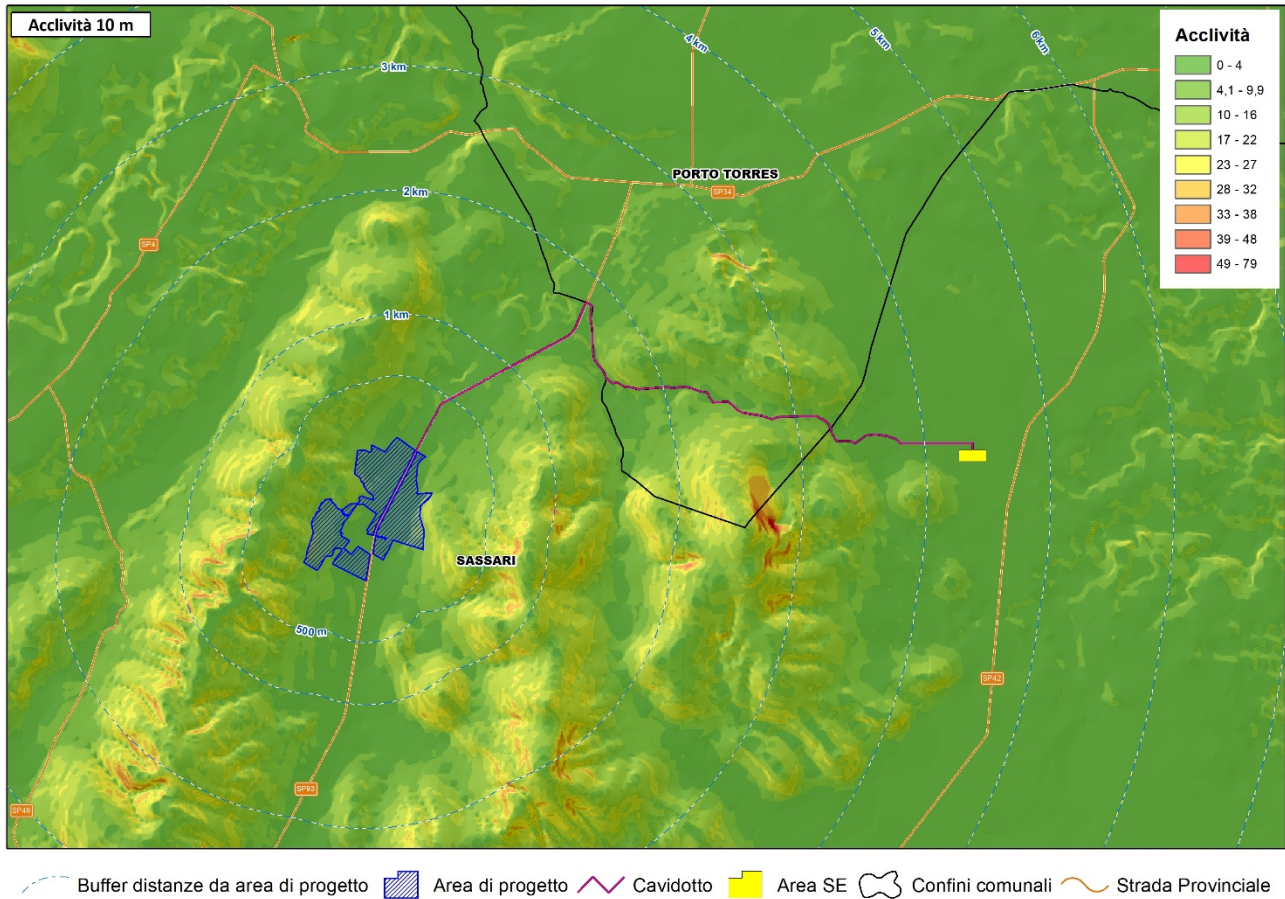 Acclività 10 m
Acclività
0 - 4
4,1 - 9,9
10 - 16
17 - 22
23 - 27
28 - 32
33 - 38
39 - 48
49 - 79
3 km
4 km
5 km
6 km
PORTO TORRES
SP34
2 km
SP4
1 km
SASSARI
500 m
SP42
SP93
Buffer distanze da area di progetto
Area di progetto
Cavidotto
Area SE
Confini comunali
Strada Provinciale